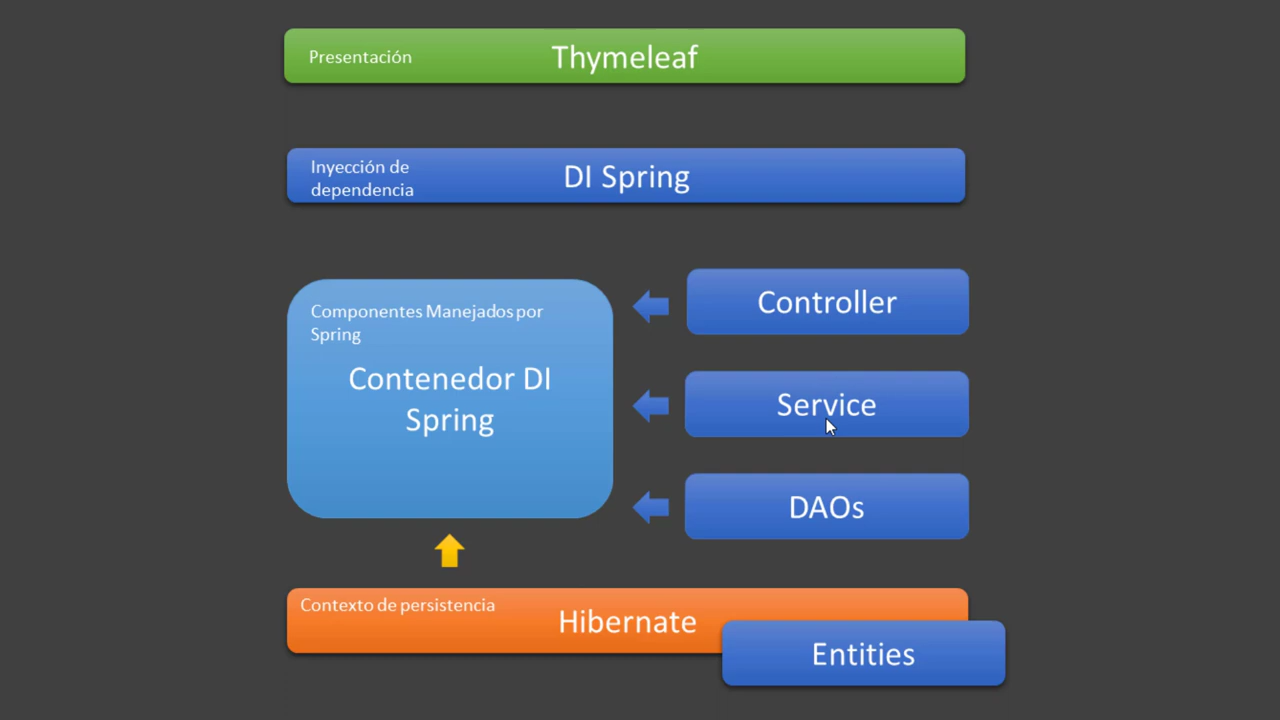 Presentación
Thymeleaf
Inyección de
dependencia
DI Spring
Componentes Manejados por
Spring
Contenedor DI
Spring
Controller
Service
DAOs
Contexto de persistencia
Hibernate
Entities